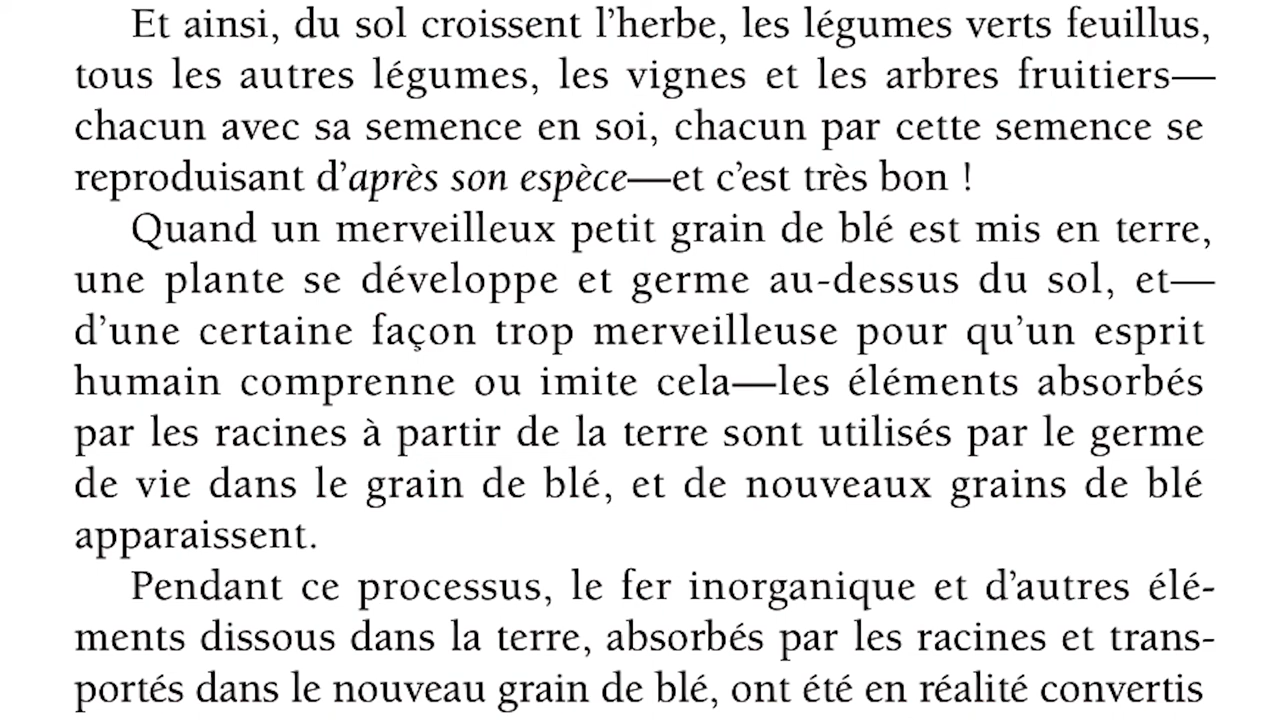 Et ainsi, du sol croissent l’herbe, les légumes verts feuillus,
tous les autres légumes, les vignes et les arbres fruitiers—
chacun avec sa semence en soi, chacun par cette semence se
reproduisant d’après son espèce—et c’est très bon !
Quand un merveilleux petit grain de blé est mis en terre,
une plante se développe et germe au-dessus du sol, et—
d’une certaine façon trop merveilleuse pour qu’un esprit
humain comprenne ou imite cela—les éléments absorbés
par les racines à partir de la terre sont utilisés par le germe
de vie dans le grain de blé, et de nouveaux grains de blé
apparaissent.
Pendant ce processus, le fer inorganique et d’autres élé-
ments dissous dans la terre, absorbés par les racines et trans-
portés dans le nouveau grain de blé, ont été en réalité convertis